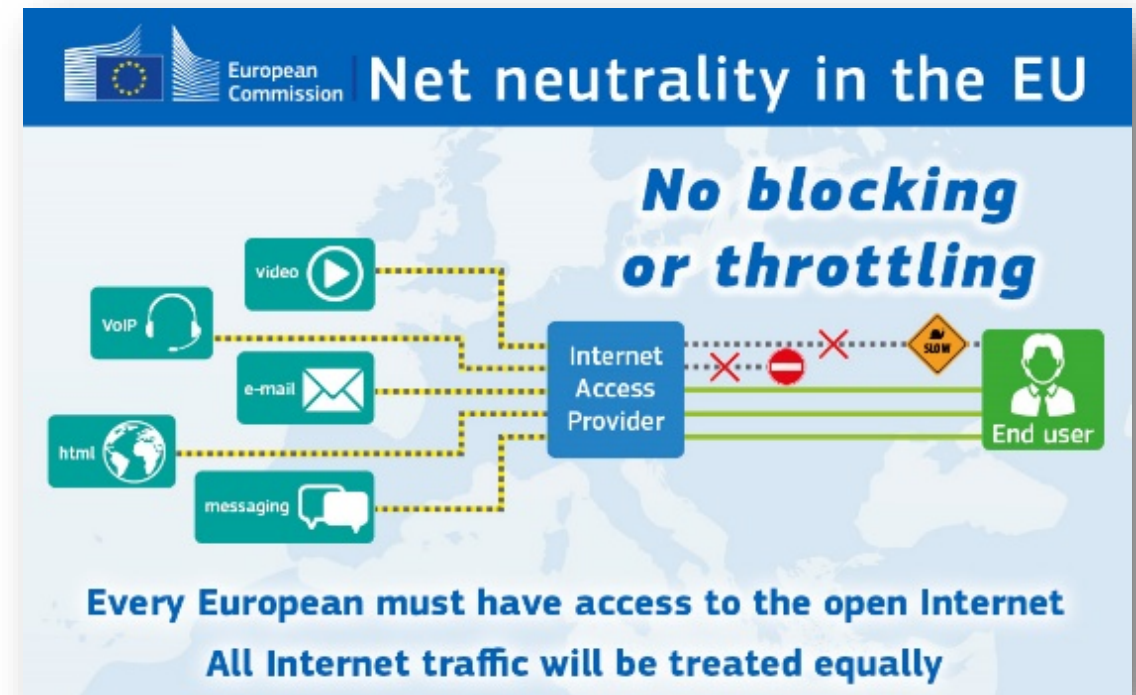 European
Commission
Net neutrality in the EU
No blocking
or throttling
video
VoIP
e-mail
html
messaging
Internet
Access
Provider
SLOW
End user
Every European must have access to the open Internet
All Internet traffic will be treated equally